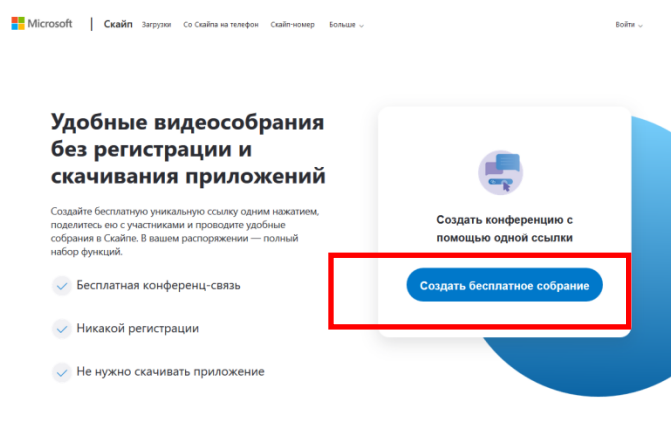 Microsoft | Скайп Загрузки Со Скайпа на телефон Скайп-номер Больше Войти
Удобные видеособрания
без регистрации и
скачивания приложений
Создайте бесплатную уникальную ссылку одним нажатием,
поделитесь ею с участниками и проводите удобные
собрания в Скайпе. В вашем распоряжении — полный
набор функций.
Бесплатная конференц-связь
Никакой регистрации
Не нужно скачивать приложение
Создать конференцию с
помощью одной ссылки
Создать бесплатное собрание